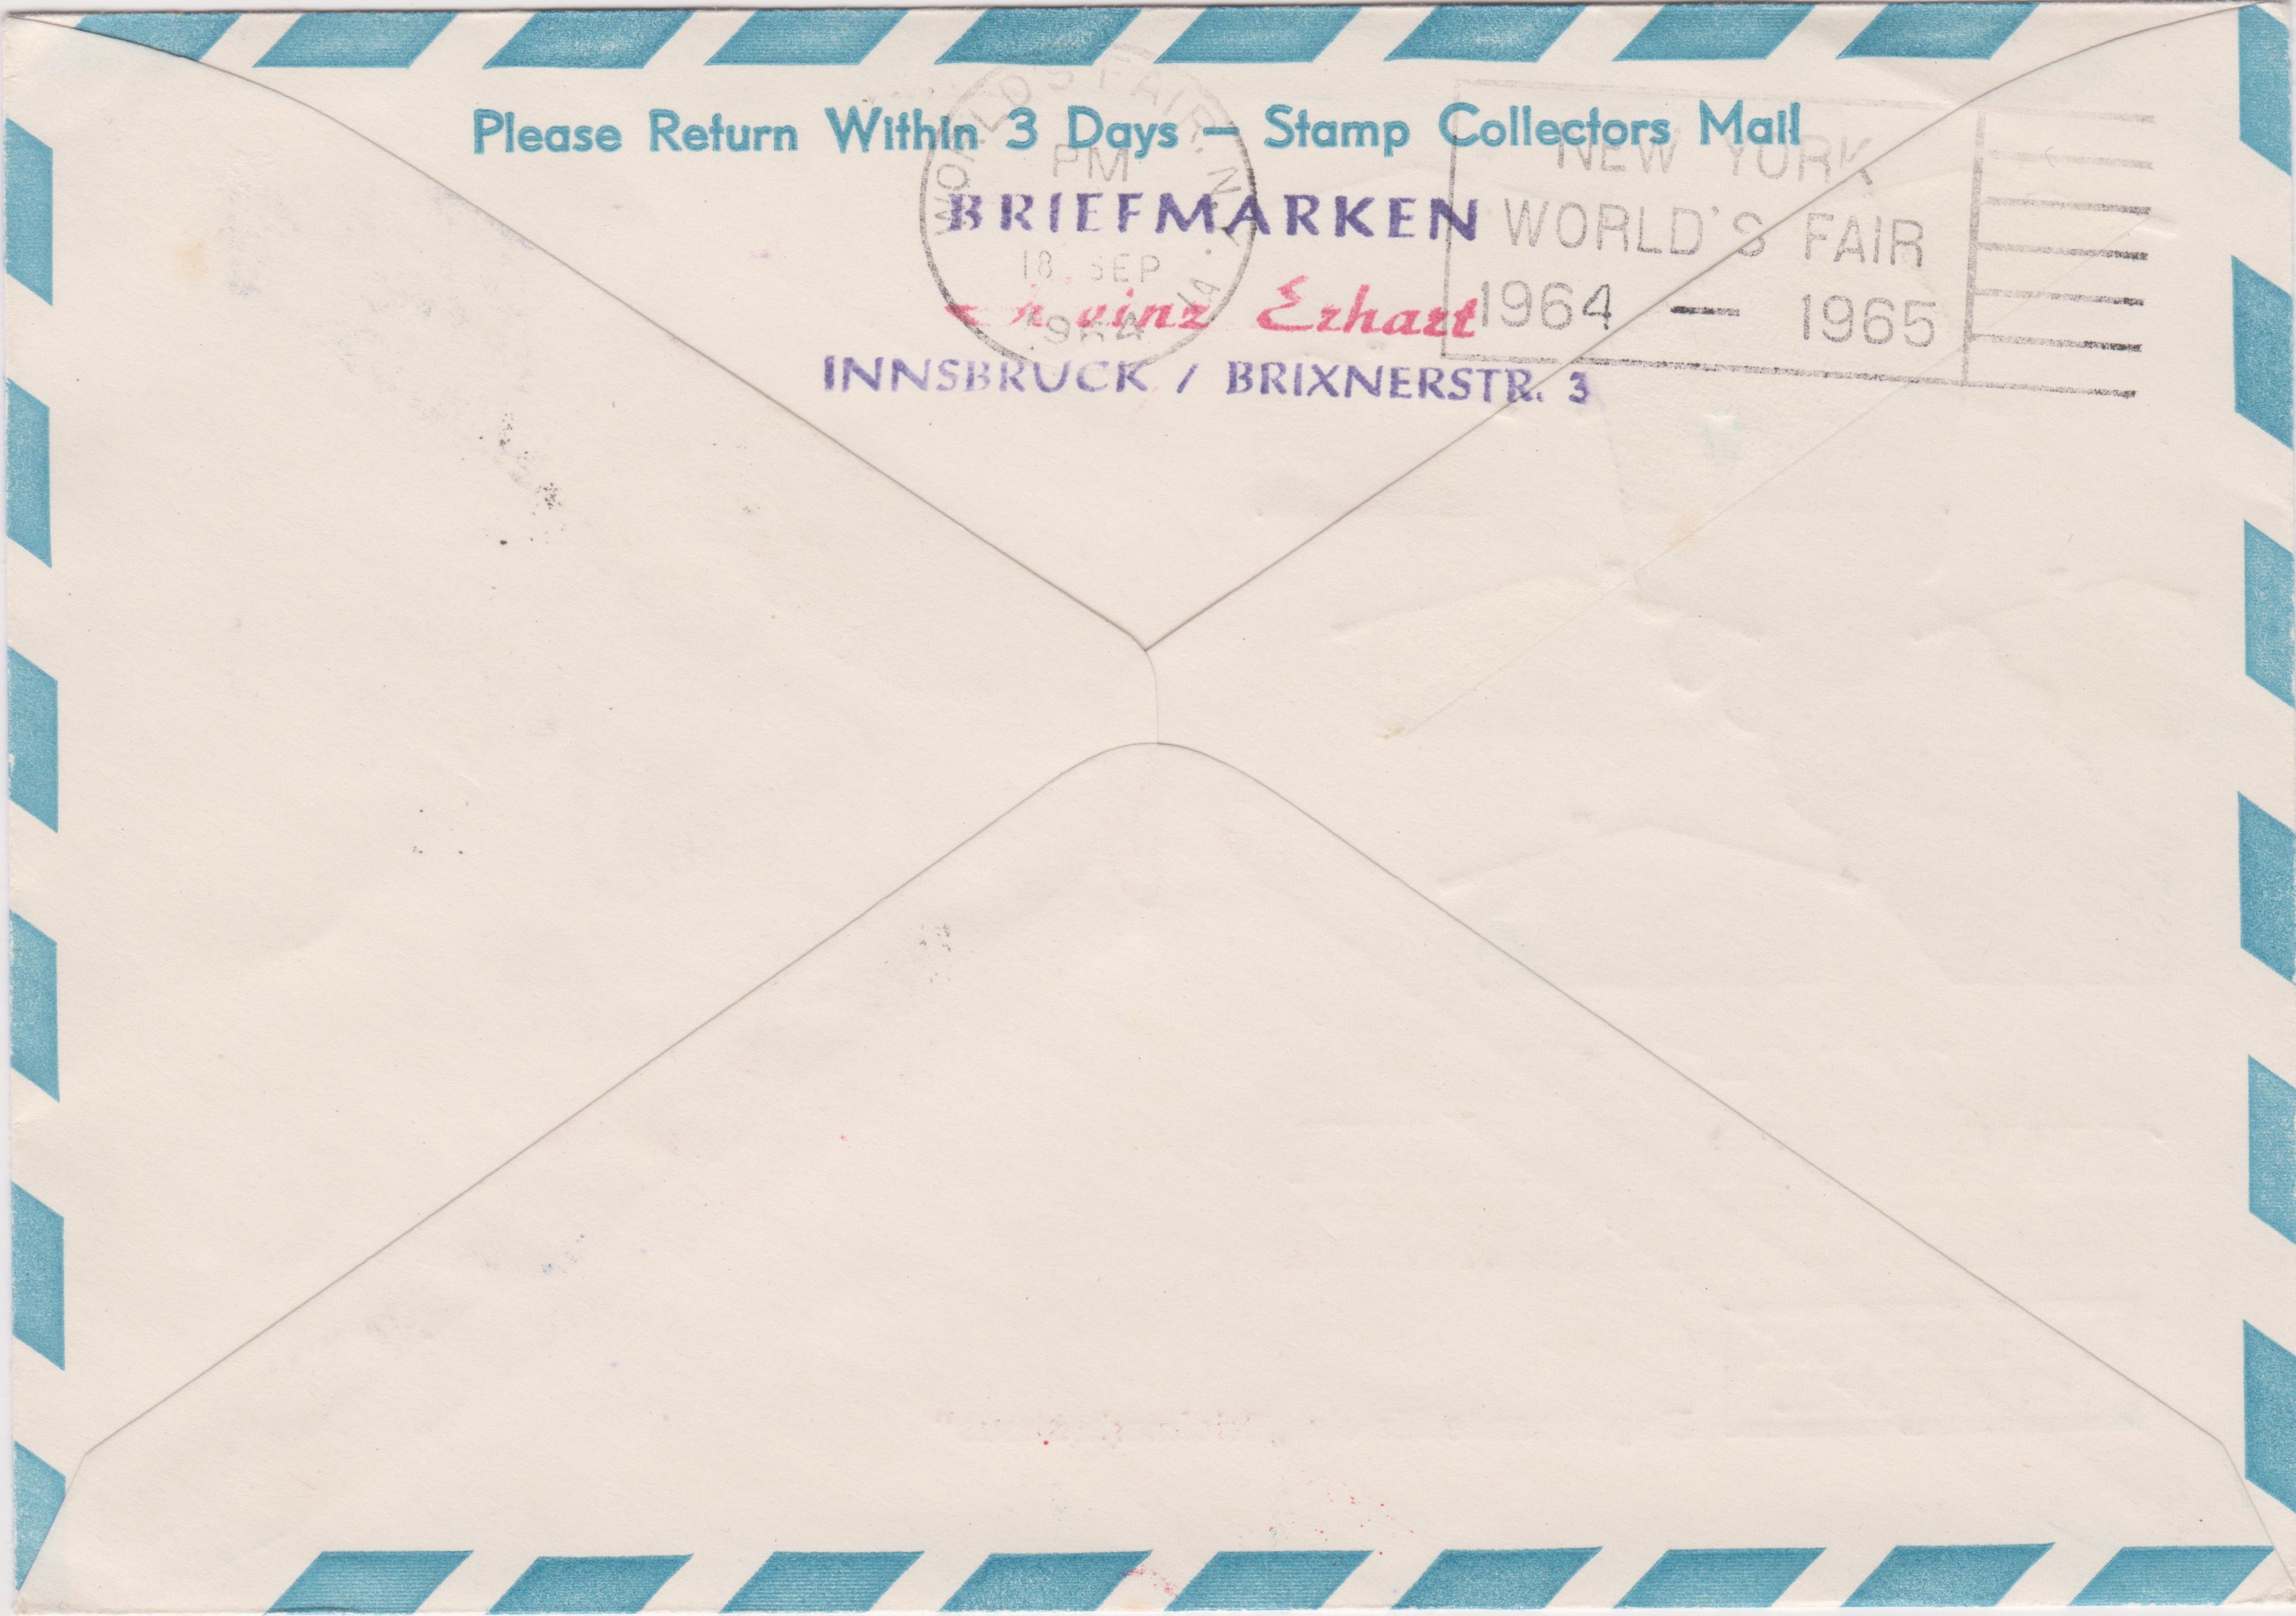 Please Return Within 3 Days – Stamp Collectors Mail
WORLD'S FAIR. N.Y.
PM
18 SEP
1964
NEW YORK
WORLD'S FAIR
1964 — 1965
BRIEFMARKEN
Erhart
INNSBRUCK / BRIXNERSTR. 3